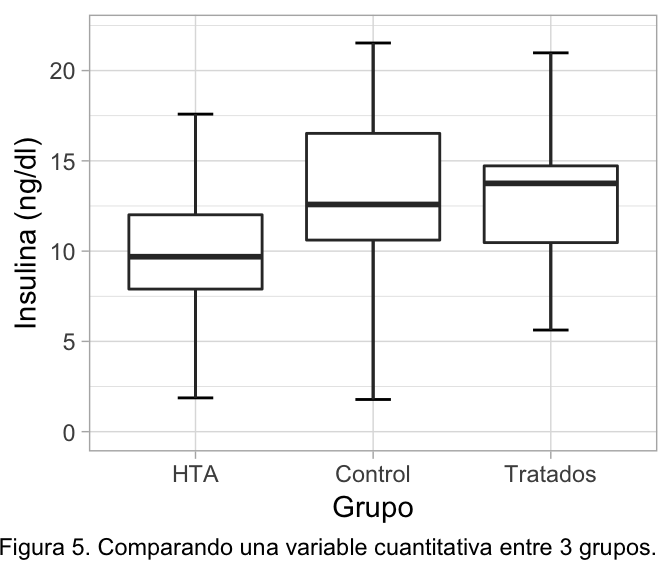 20
15
10
5
0
Insulina (ng/dl)
HTA Control Tratados
Grupo
Figura 5. Comparando una variable cuantitativa entre 3 grupos.